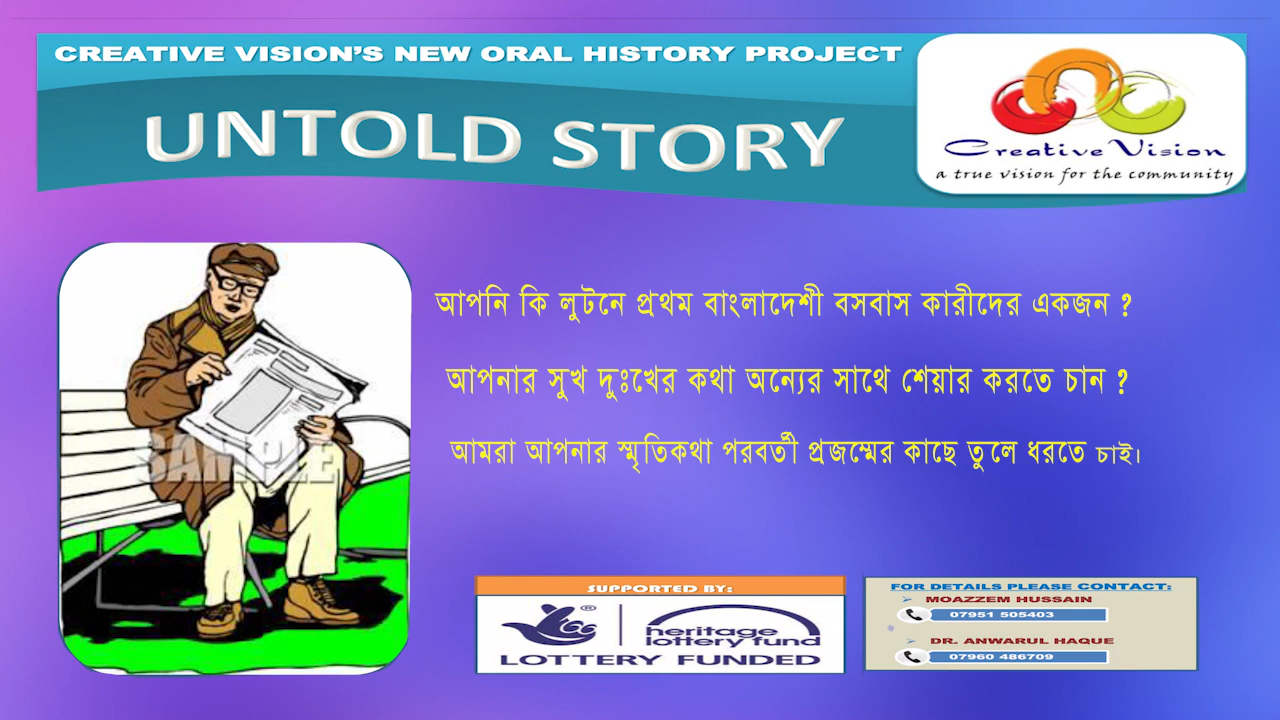 CREATIVE VISION'S NEW ORAL HISTORY PROJECT
UNTOLD STORY
Creative Vision
a true vision for the community
আপনি কি লুটনে প্রথম বাংলাদেশী বসবাস কারীদের একজন ?
আপনার সুখ দুঃখের কথা অন্যের সাথে শেয়ার করতে চান ?
আমরা আপনার স্মৃতিকথা পরবর্তী প্রজম্মের কাছে তুলে ধরতে চাই।
SAMPLE
SUPPORTED BY:
® heritage
lottery fund
LOTTERY FUNDED
FOR DETAILS PLEASE CONTACT:
➢ MOAZZEM HUSSAIN
07951 505403
➢ DR. ANWARUL HAQUE
07960 486709